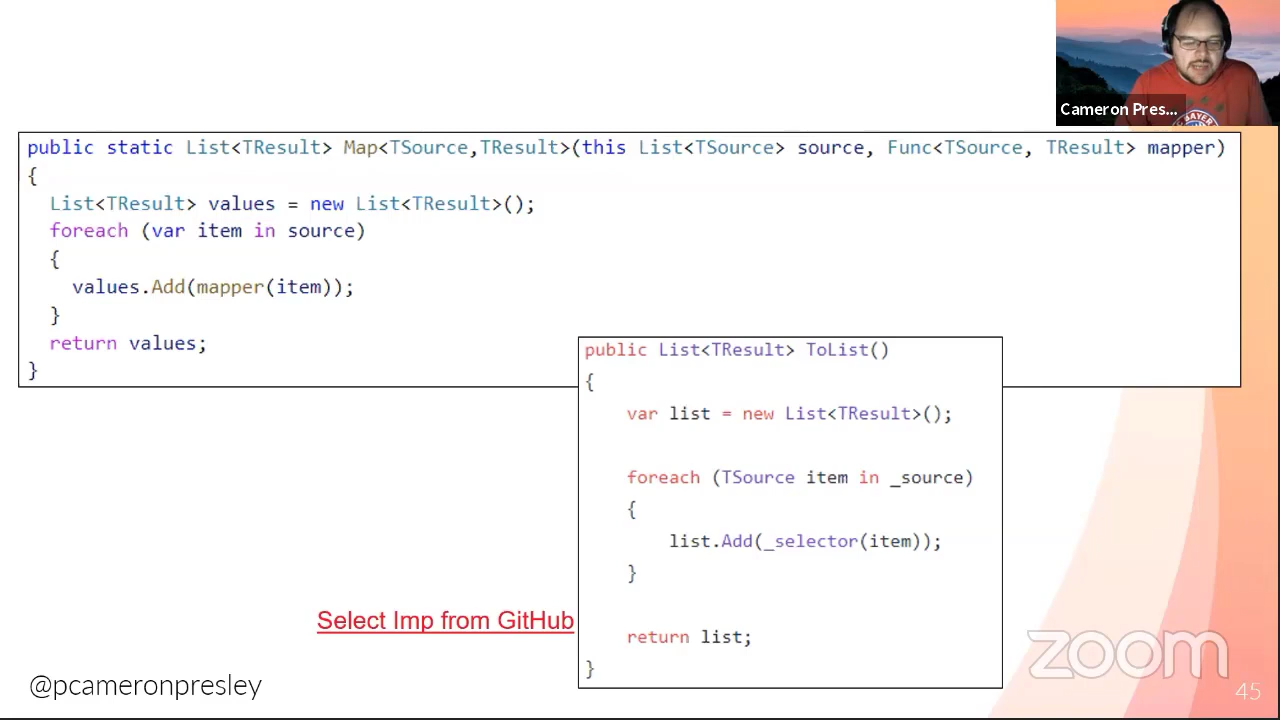 Cameron Pres...
public static List<TResult> Map<TSource,TResult>(this List<TSource> source, Func<TSource, TResult> mapper)
{
List<TResult> values = new List<TResult>();
foreach (var item in source)
{
values.Add(mapper(item));
}
return values;
}
public List<TResult> ToList()
{
var list = new List<TResult>();
foreach (TSource item in _source)
{
list.Add(_selector(item));
}
return list;
}
Select Imp from GitHub
@pcameronpresley
zoom
45